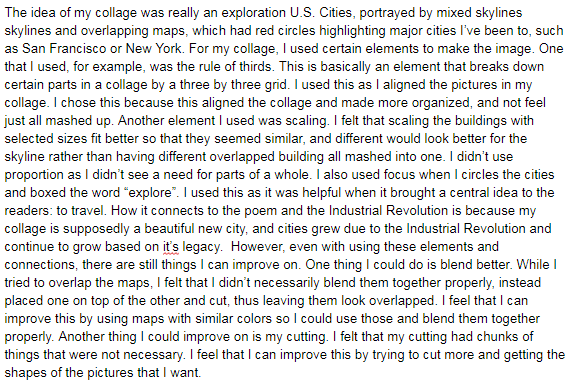 The idea of my collage was really an exploration U.S. Cities, portrayed by mixed skylines
skylines and overlapping maps, which had red circles highlighting major cities I've been to, such
as San Francisco or New York. For my collage, I used certain elements to make the image. One
that I used, for example, was the rule of thirds. This is basically an element that breaks down
certain parts in a collage by a three by three grid. I used this as I aligned the pictures in my
collage. I chose this because this aligned the collage and made more organized, and not feel
just all mashed up. Another element I used was scaling. I felt that scaling the buildings with
selected sizes fit better so that they seemed similar, and different would look better for the
skyline rather than having different overlapped building all mashed into one. I didn't use
proportion as I didn't see a need for parts of a whole. I also used focus when I circles the cities
and boxed the word “explore”. I used this as it was helpful when it brought a central idea to the
readers: to travel. How it connects to the poem and the Industrial Revolution is because my
collage is supposedly a beautiful new city, and cities grew due to the Industrial Revolution and
continue to grow based on it's legacy.  However, even with using these elements and
connections, there are still things I can improve on. One thing I could do is blend better. While I
tried to overlap the maps, I felt that I didn't necessarily blend them together properly, instead
placed one on top of the other and cut, thus leaving them look overlapped. I feel that I can
improve this by using maps with similar colors so I could use those and blend them together
properly. Another thing I could improve on is my cutting. I felt that my cutting had chunks of
things that were not necessary. I feel that I can improve this by trying to cut more and getting the
shapes of the pictures that I want.